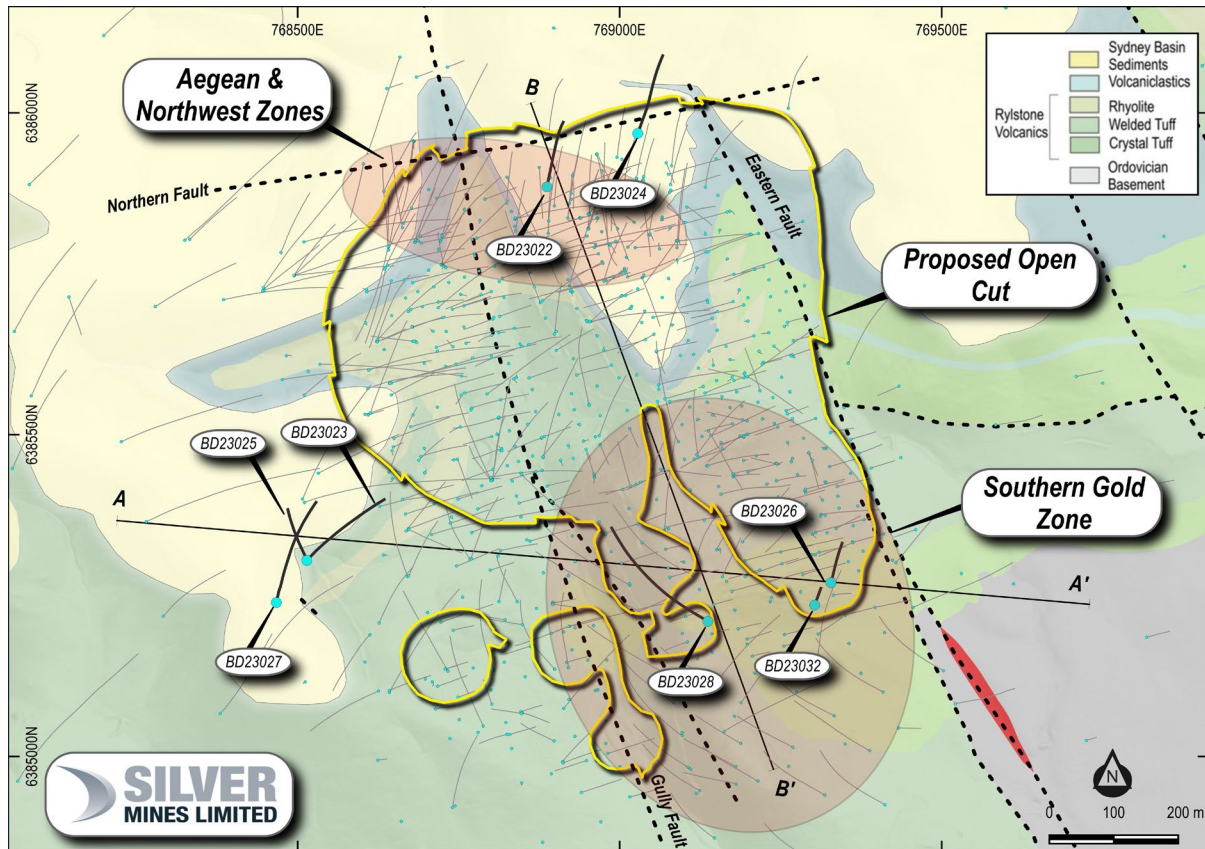 768500E
769000E
769500E
6386000N
6385500N
6385000N
Sydney Basin
Sediments
Volcaniclastics
Rylstone
Volcanics
Rhyolite
Welded Tuff
Crystal Tuff
Ordovician
Basement
Aegean &
Northwest Zones
B
Northern Fault
BD23024
BD23022
Eastern Fault
Proposed Open
Cut
BD23025
BD23023
A
BD23026
Southern Gold
Zone
A'
BD23027
BD23028
BD23032
B'
Gully Fault
SILVER
MINES LIMITED
N
0 100 200 m